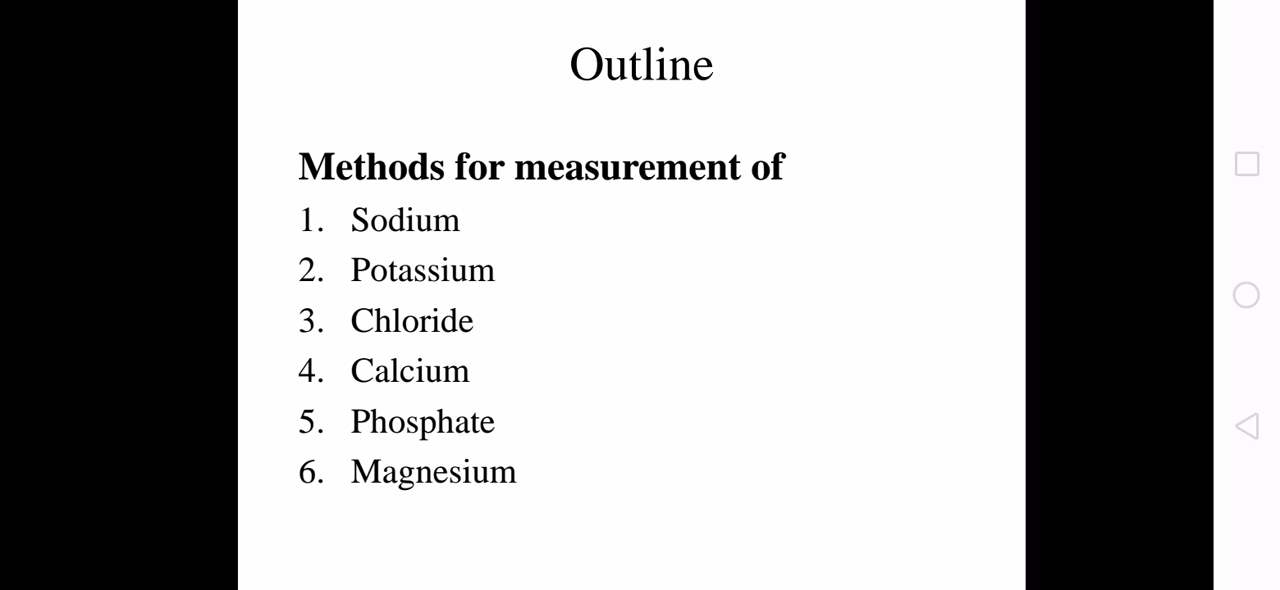 Outline
Methods for measurement of
1. Sodium
2. Potassium
3. Chloride
4. Calcium
5. Phosphate
6. Magnesium